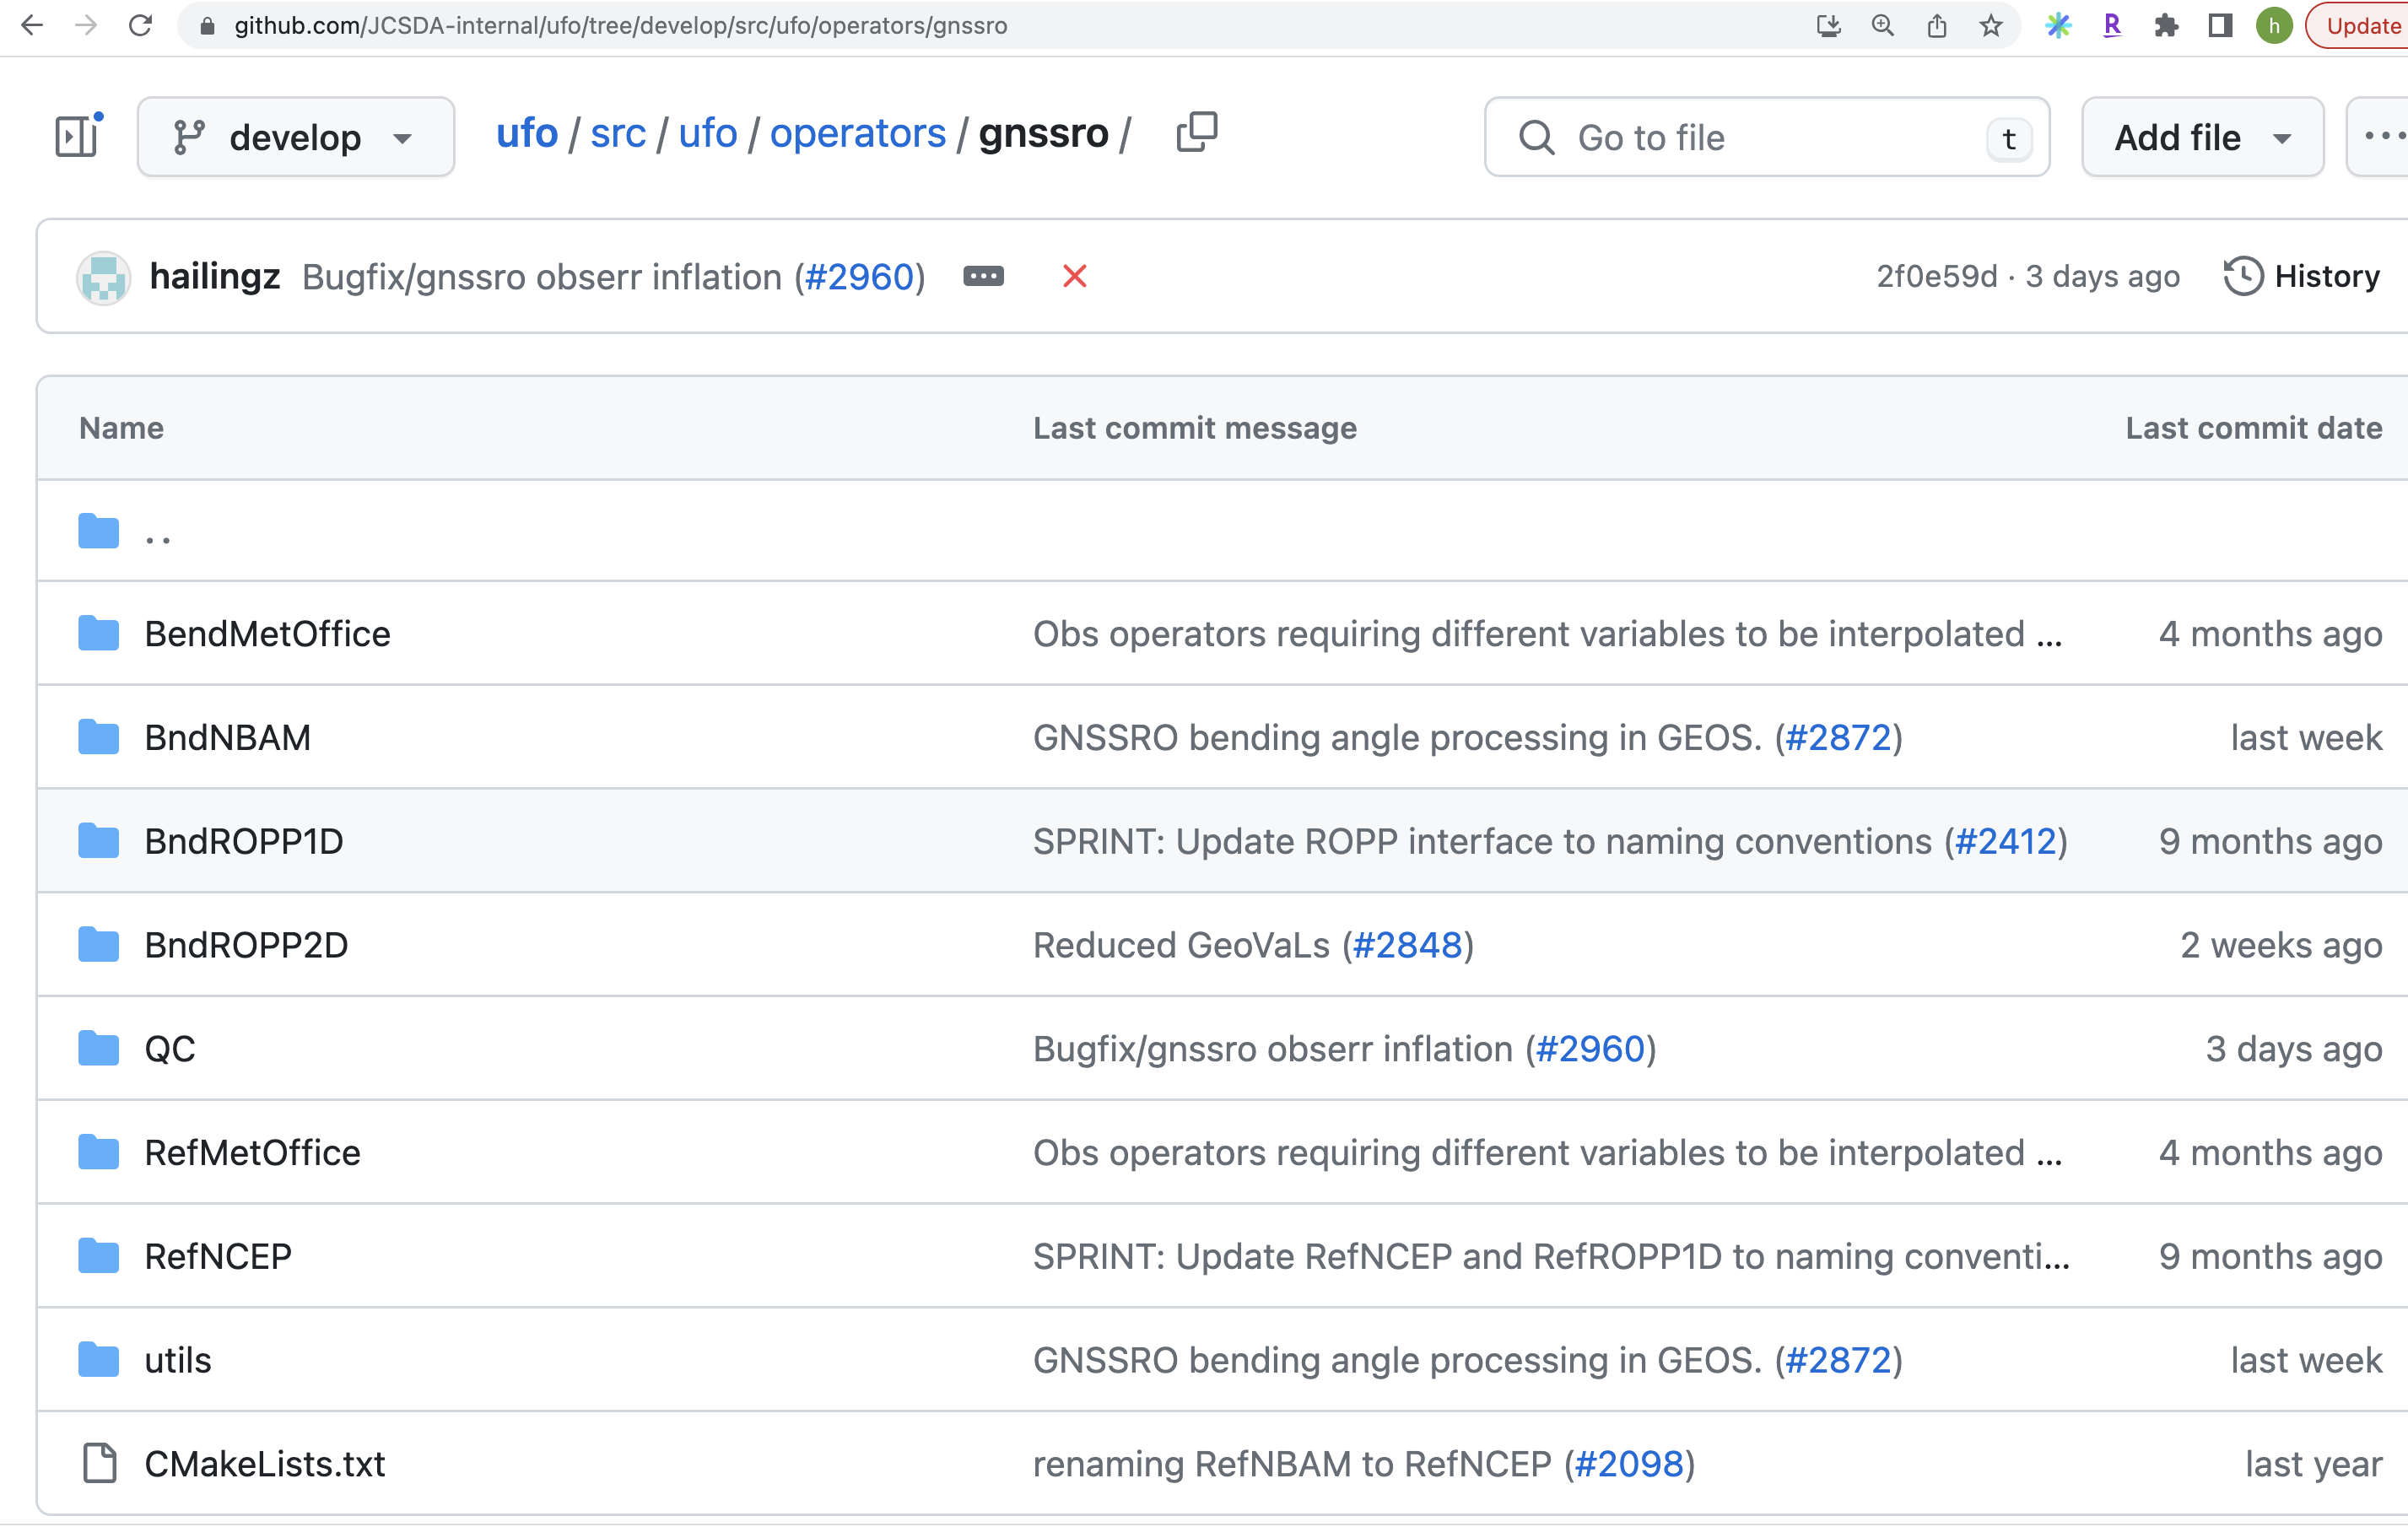 github.com/JCSDA-internal/ufo/tree/develop/src/ufo/operators/gnssro R h Update
develop ufo / src / ufo / operators / gnssro / Go to file t Add file
hailingz Bugfix/gnssro obserr inflation (#2960) 2f0e59d · 3 days ago History
Name Last commit message Last commit date
..
BendMetOffice Obs operators requiring different variables to be interpolated ... 4 months ago
BndNBAM GNSSRO bending angle processing in GEOS. (#2872) last week
BndROPP1D SPRINT: Update ROPP interface to naming conventions (#2412) 9 months ago
BndROPP2D Reduced GeoVaLs (#2848) 2 weeks ago
QC Bugfix/gnssro obserr inflation (#2960) 3 days ago
RefMetOffice Obs operators requiring different variables to be interpolated ... 4 months ago
RefNCEP SPRINT: Update RefNCEP and RefROPP1D to naming conventi... 9 months ago
utils GNSSRO bending angle processing in GEOS. (#2872) last week
CMakeLists.txt renaming RefNBAM to RefNCEP (#2098) last year